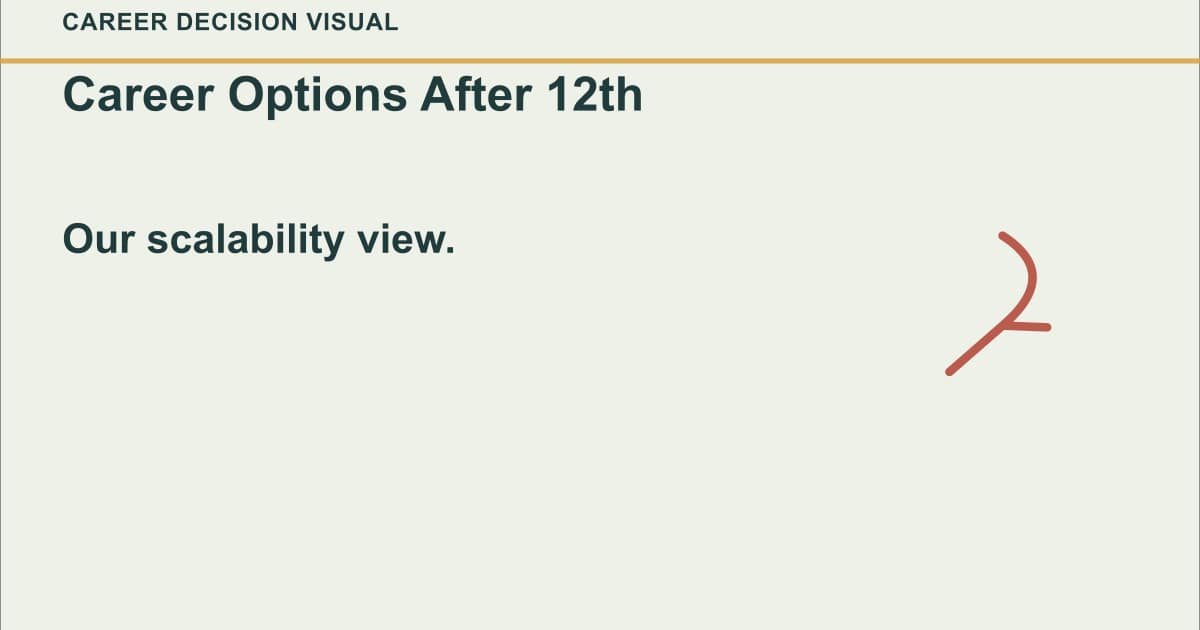 CAREER DECISION VISUAL
Career Options After 12th
Our scalability view.